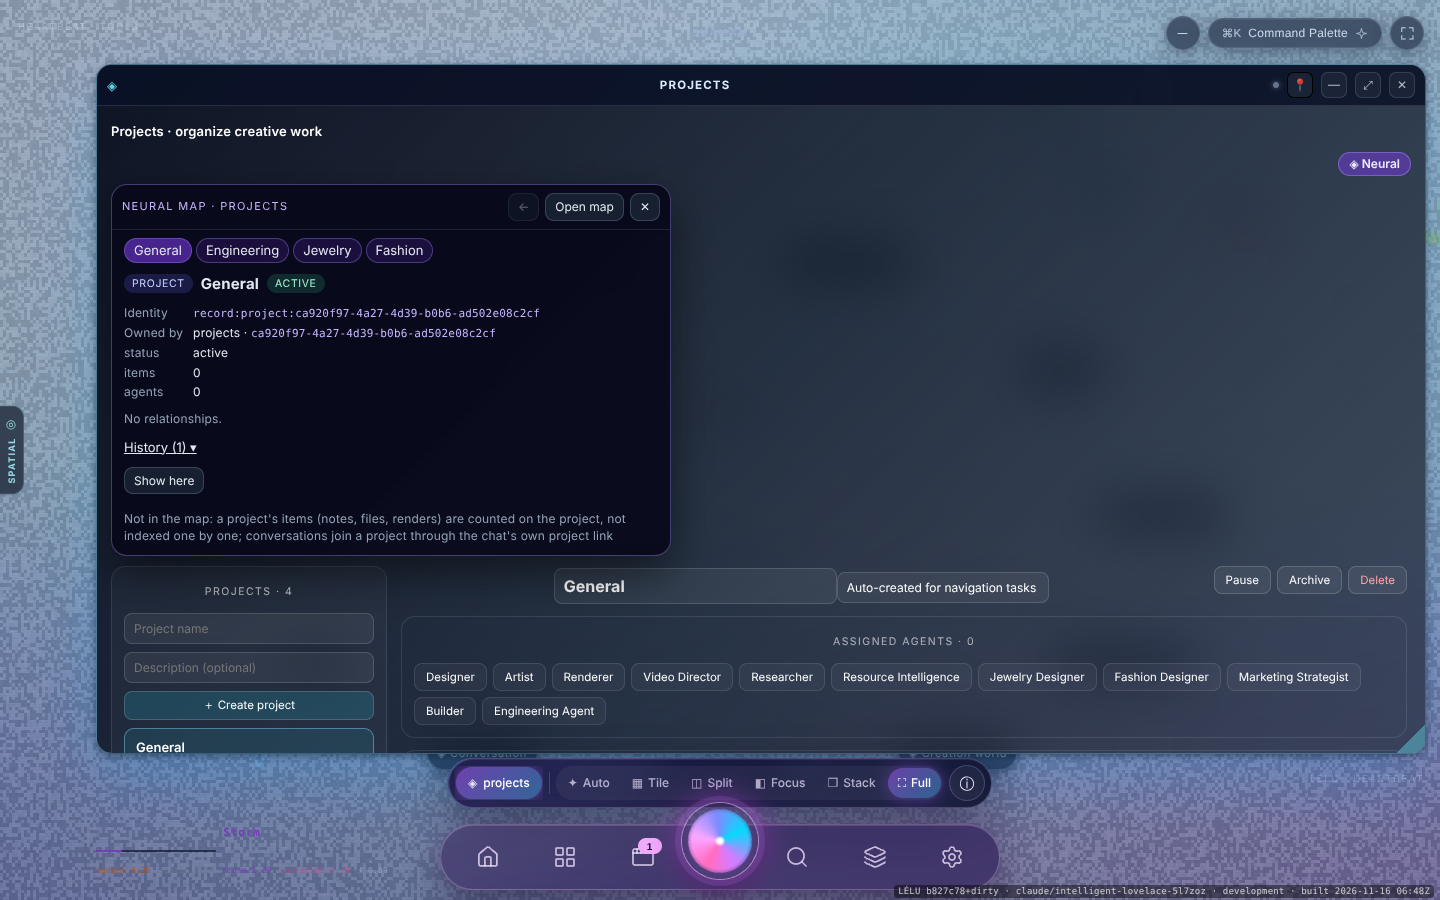 ⌘K Command Palette
PROJECTS
Projects · organize creative work
◈ Neural
NEURAL MAP · PROJECTS
← Open map ✕
General Engineering Jewelry Fashion
PROJECT General ACTIVE
Identity record:project:ca920f97-4a27-4d39-b0b6-ad502e08c2cf
Owned by projects · ca920f97-4a27-4d39-b0b6-ad502e08c2cf
status active
items 0
agents 0
No relationships.
History (1) ▾
Show here
Not in the map: a project's items (notes, files, renders) are counted on the project, not
indexed one by one; conversations join a project through the chat's own project link
SPATIAL
PROJECTS · 4
Project name
Description (optional)
+ Create project
General
General
Auto-created for navigation tasks
Pause Archive Delete
ASSIGNED AGENTS · 0
Designer Artist Renderer Video Director Researcher Resource Intelligence Jewelry Designer Fashion Designer Marketing Strategist
Builder Engineering Agent
◈ Conversation
◈ Creation World
◈ projects
Auto Tile Split Focus Stack Full
1
Storm
LÉLU b827c78+dirty · claude/intelligent-lovelace-5l7zoz · development · built 2026-11-16 06:48Z